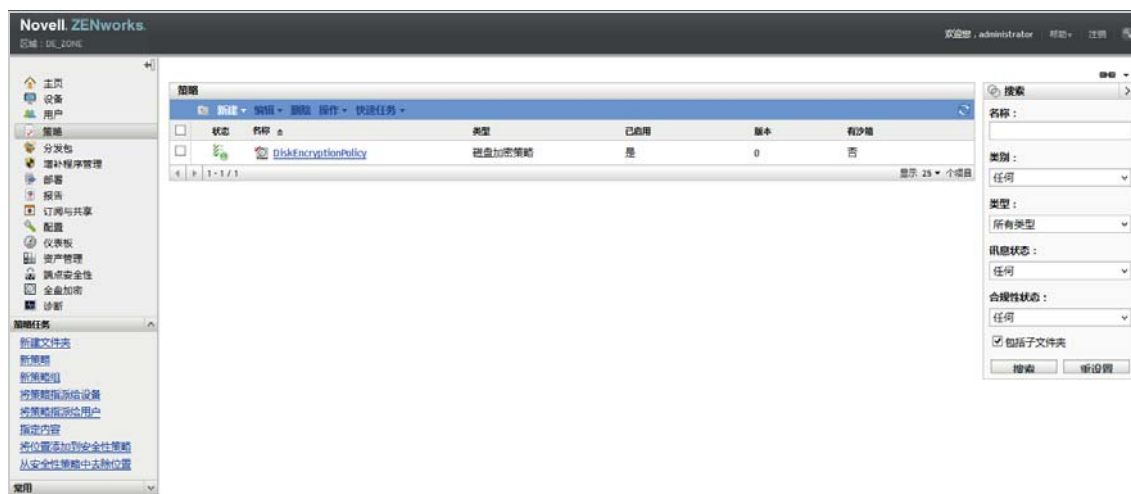 Novell. ZENworks.
区域：DE_ZONE
欢迎您，administrator 帮助 注销
主页
设备
用户
策略
分发包
增补程序管理
部署
报告
订阅与共享
配置
仪表板
资产管理
端点安全性
全盘加密
诊断
策略任务
新建文件夹
新策略
新策略组
将策略指派给设备
将策略指派给用户
指定内容
将位置添加到安全性策略
从安全性策略中去除位置
常用
策略
新建 编辑 删除 操作 快速任务
状态 名称 类型 已启用 版本 有沙箱
DiskEncryptionPolicy 磁盘加密策略 是 0 否
1 - 1 / 1 显示 25 个项目
搜索
名称：
类别：
任何
类型：
所有类型
讯息状态：
任何
合规性状态：
任何
包括子文件夹
搜索 重设置